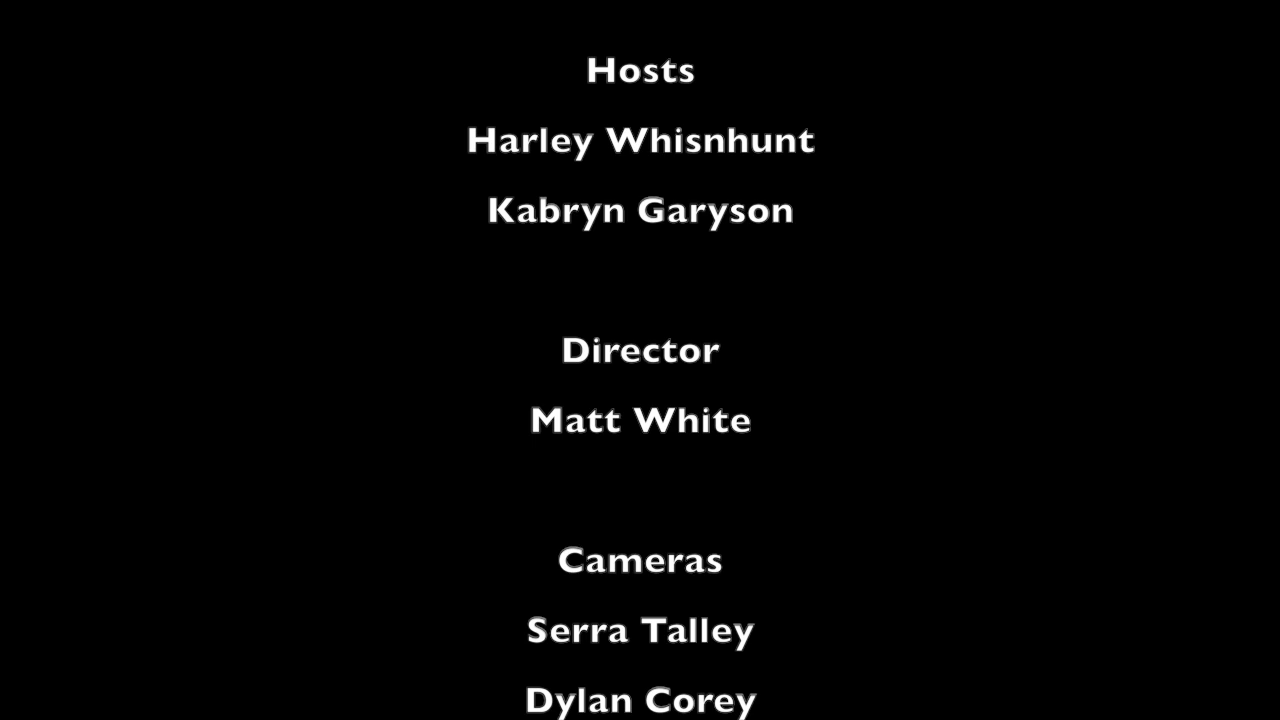 Hosts
Harley Whisnhunt
Kabryn Garyson
Director
Matt White
Cameras
Serra Talley
Dylan Corey